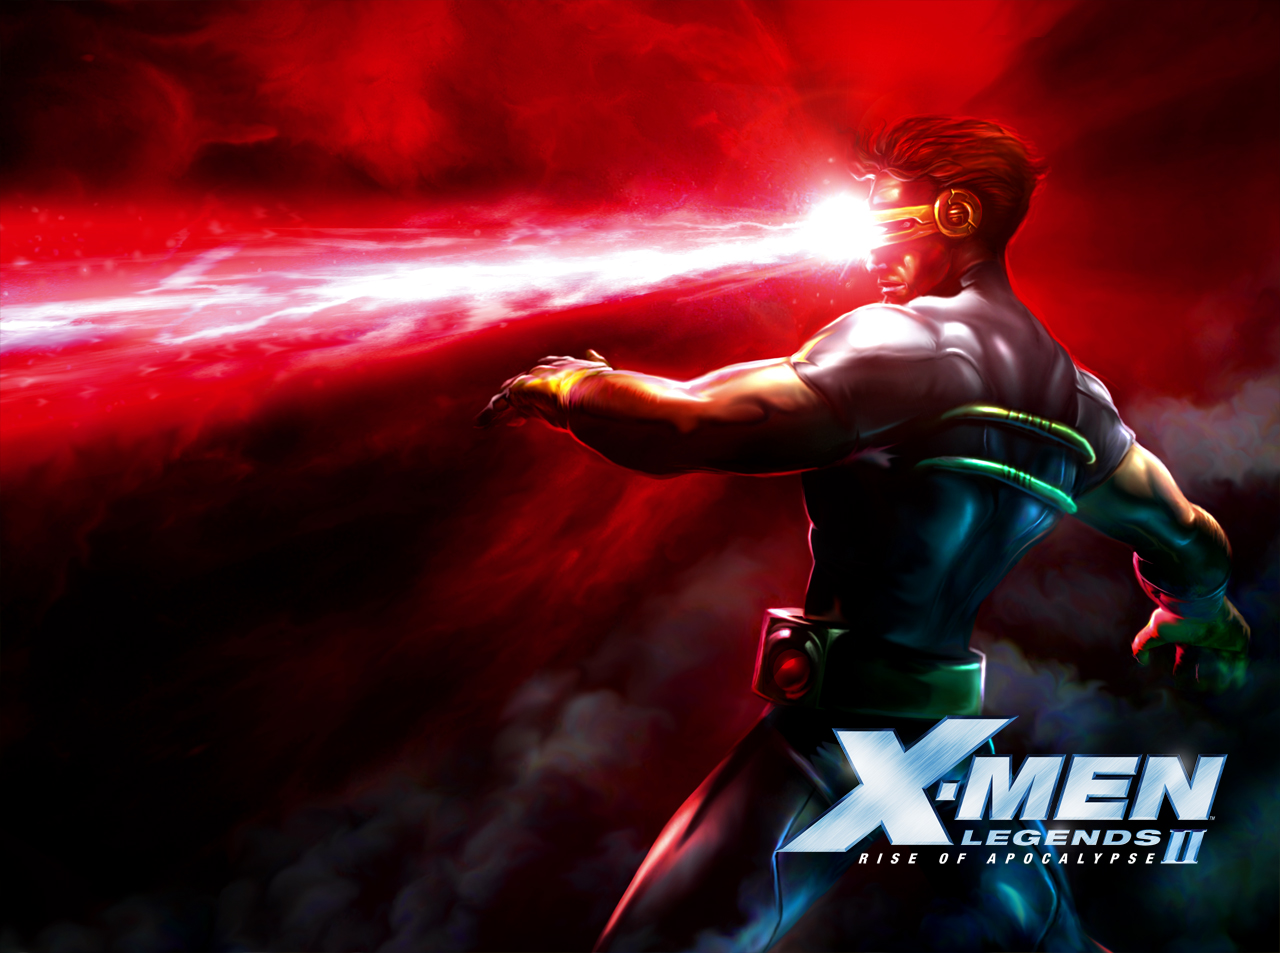 X-MEN
LEGENDS II
RISE OF APOCALYPSE